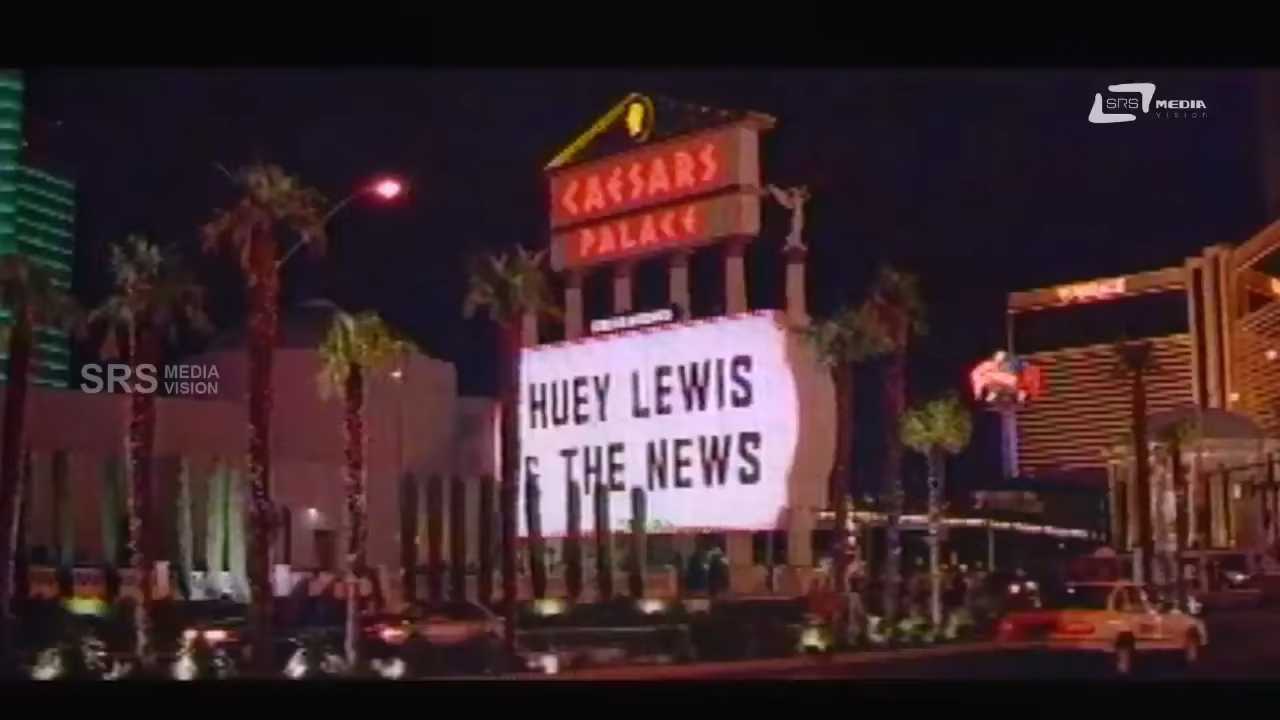 SRS MEDIA
vision
CAESARS
PALACE
HUEY LEWIS
& THE NEWS
SRS MEDIA
VISION